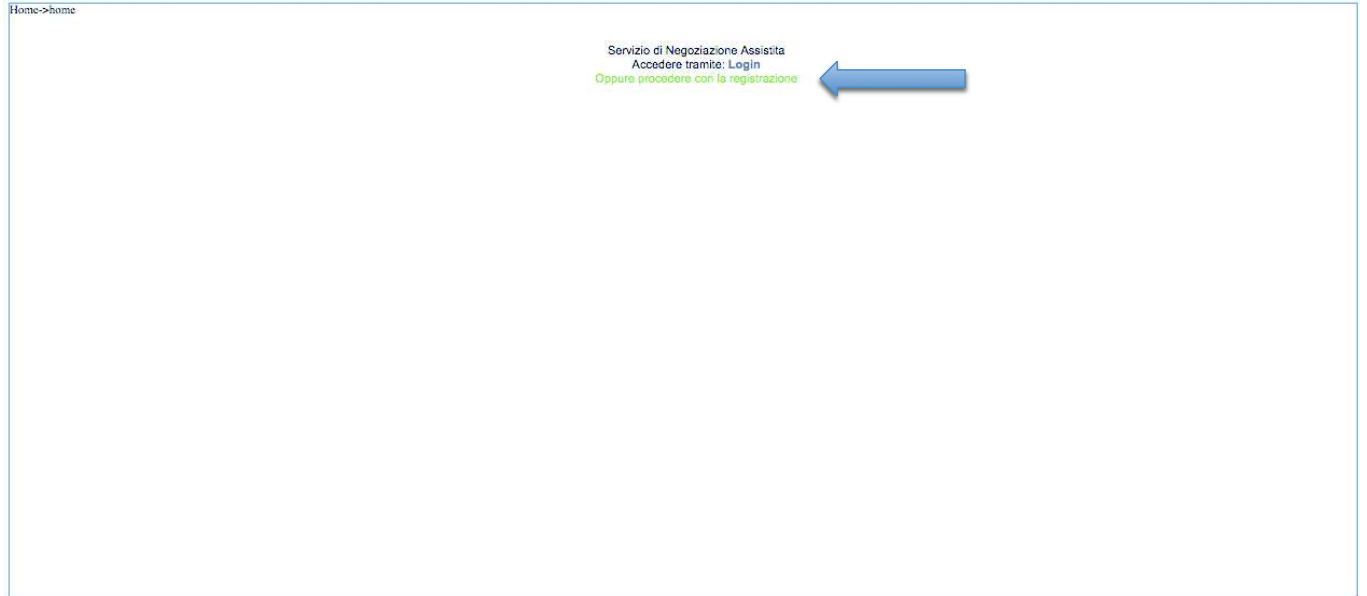 Home->home
Servizio di Negoziazione Assistita
Accedere tramite: Login
Oppure procedere con la registrazione